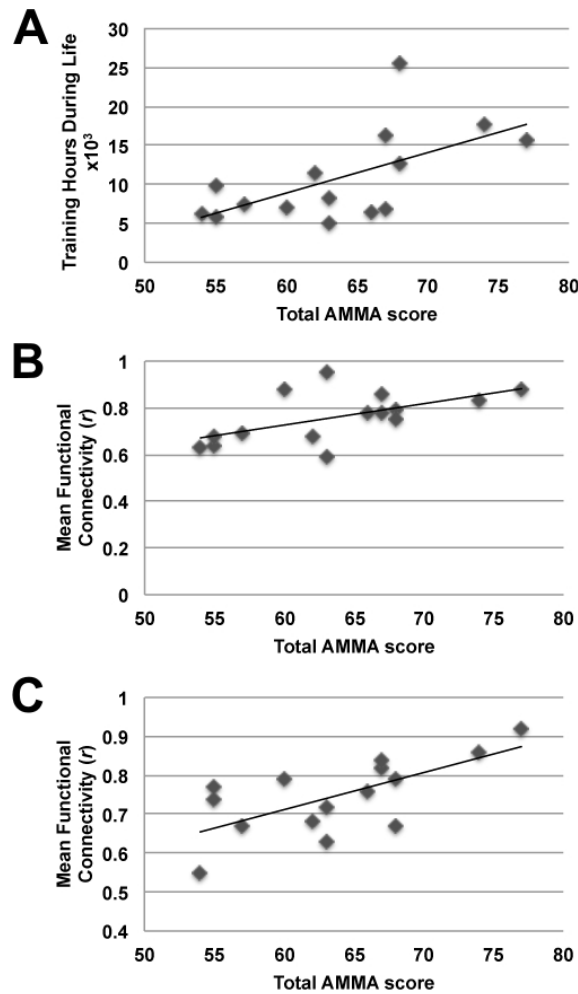 A
Training Hours During Life
x10³
30
25
20
15
10
5
0
50 55 60 65 70 75 80
Total AMMA score
B
Mean Functional
Connectivity (r)
1
0.8
0.6
0.4
0.2
0
50 55 60 65 70 75 80
Total AMMA score
C
Mean Functional
Connectivity (r)
1
0.9
0.8
0.7
0.6
0.5
0.4
50 55 60 65 70 75 80
Total AMMA score